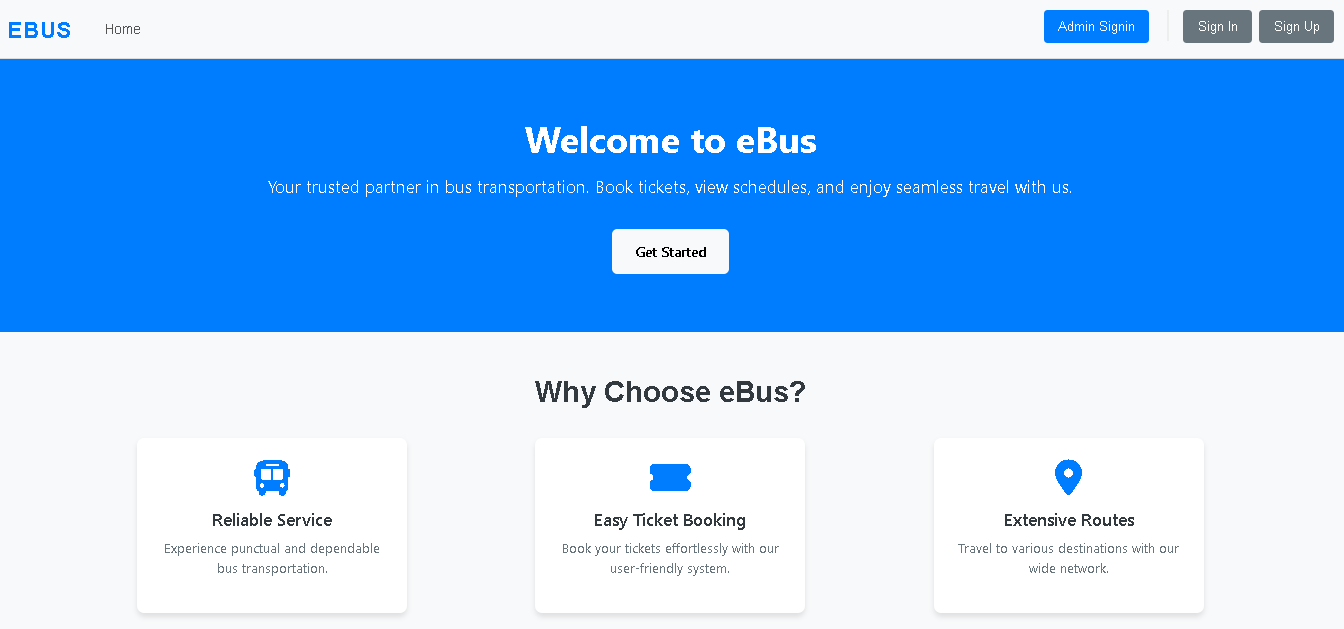 EBUS
Home
Admin Signin
Sign In
Sign Up
Welcome to eBus
Your trusted partner in bus transportation. Book tickets, view schedules, and enjoy seamless travel with us.
Get Started
Why Choose eBus?
Reliable Service
Experience punctual and dependable
bus transportation.
Easy Ticket Booking
Book your tickets effortlessly with our
user-friendly system.
Extensive Routes
Travel to various destinations with our
wide network.